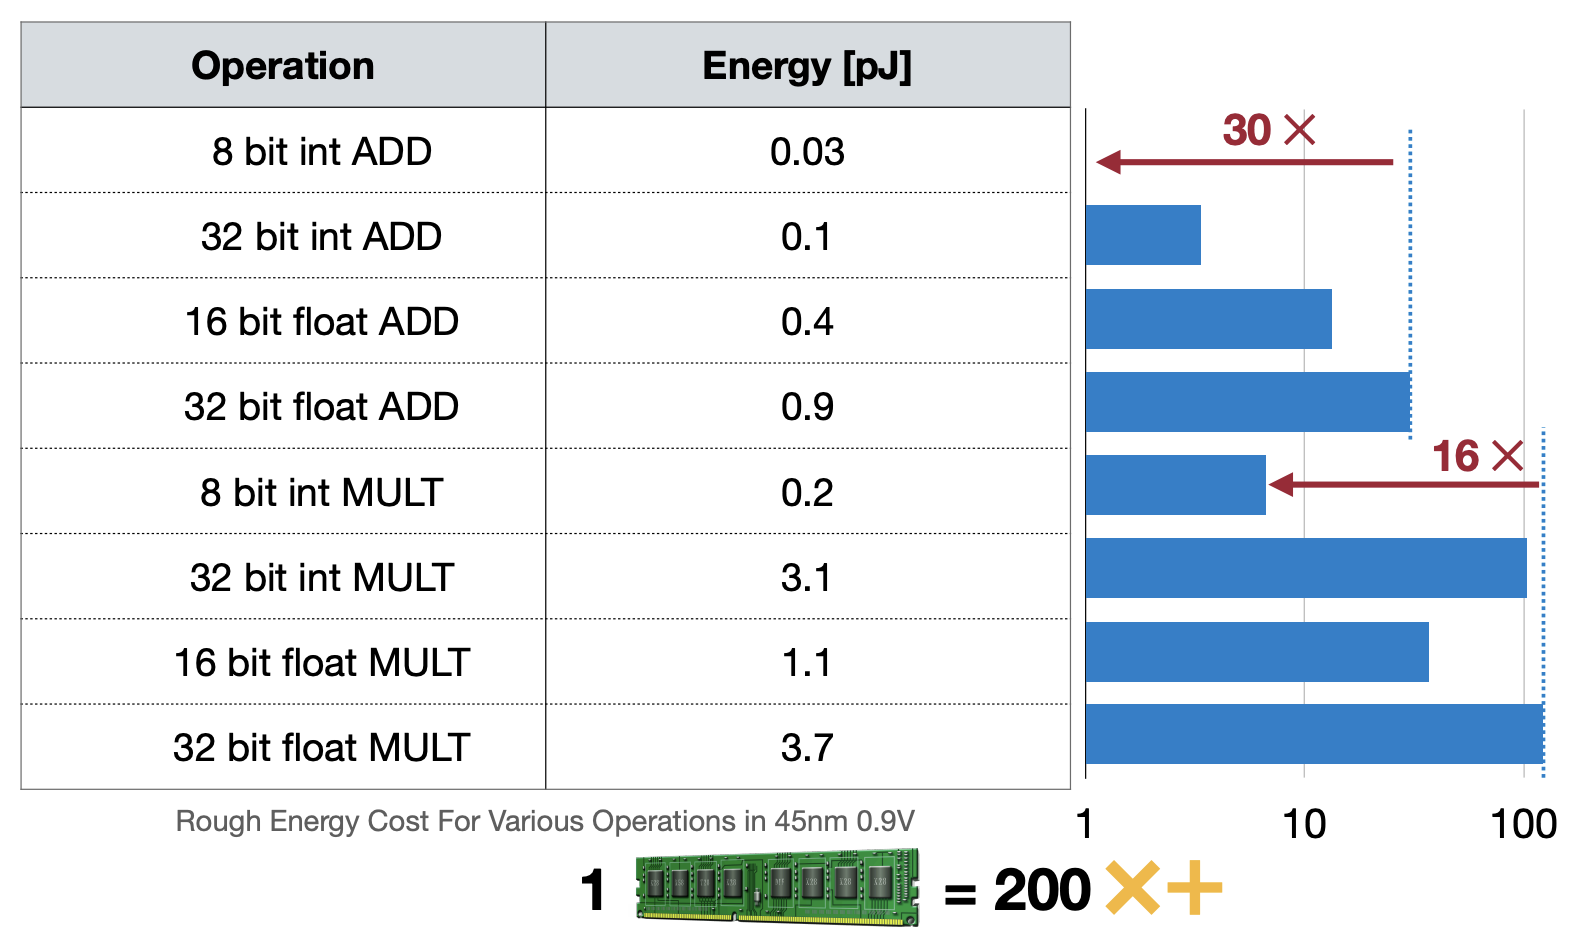 Operation Energy [pJ]
8 bit int ADD 0.03
30 ×
32 bit int ADD 0.1
16 bit float ADD 0.4
32 bit float ADD 0.9
16 ×
8 bit int MULT 0.2
32 bit int MULT 3.1
16 bit float MULT 1.1
32 bit float MULT 3.7
Rough Energy Cost For Various Operations in 45nm 0.9V
1 10 100
1 = 200 × +